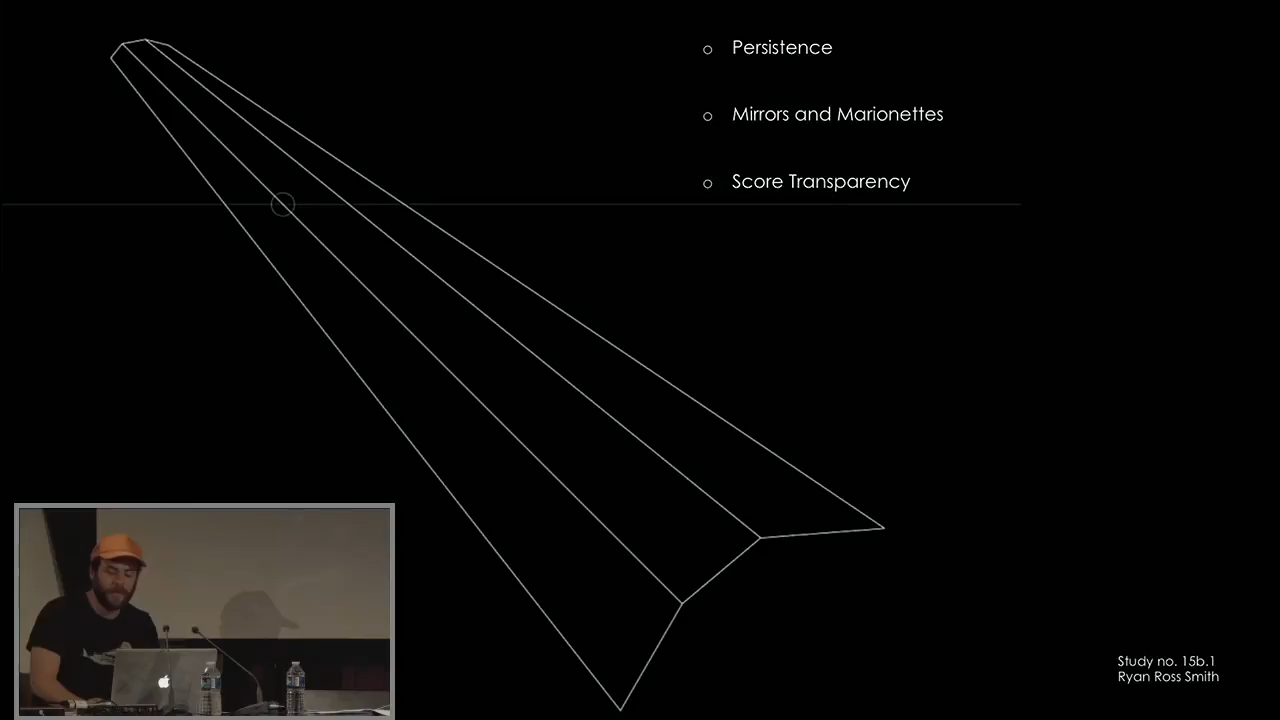 Persistence
Mirrors and Marionettes
Score Transparency
Study no. 15b.1
Ryan Ross Smith